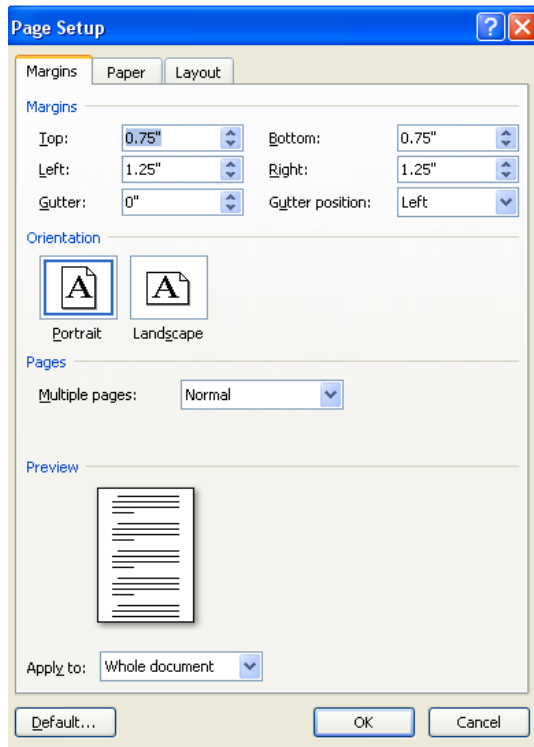 Page Setup
Margins Paper Layout
Margins
Top: 0.75" Bottom: 0.75"
Left: 1.25" Right: 1.25"
Gutter: 0" Gutter position: Left
Orientation
A A
Portrait Landscape
Pages
Multiple pages: Normal
Preview
Apply to: Whole document
Default... OK Cancel